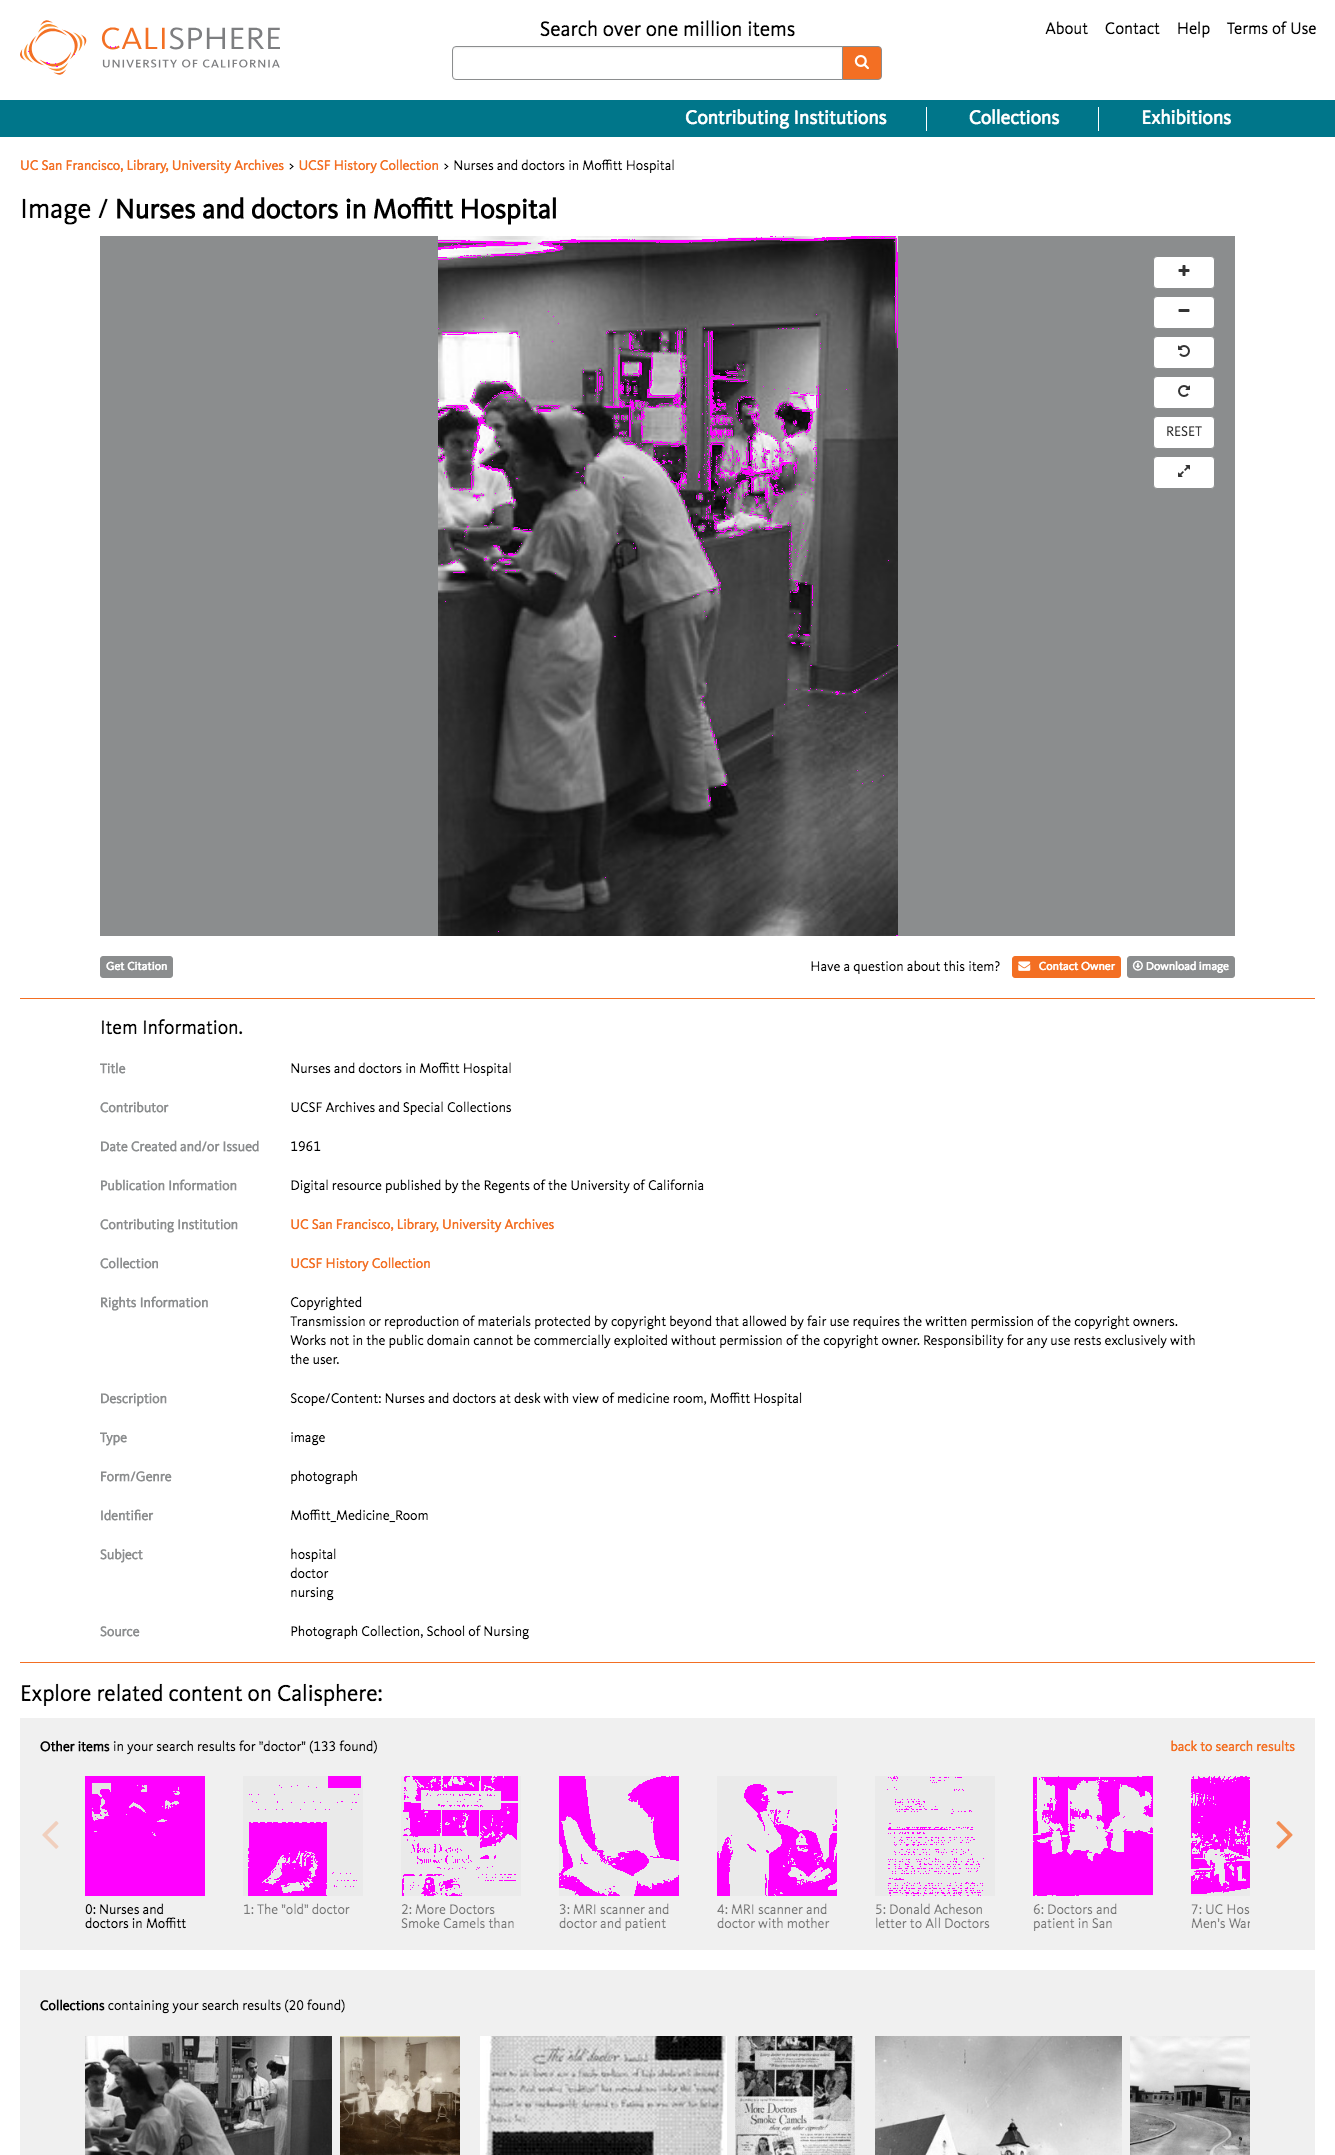 CALISPHERE
UNIVERSITY OF CALIFORNIA
Search over one million items
About Contact Help Terms of Use
Contributing Institutions Collections Exhibitions
UC San Francisco, Library, University Archives > UCSF History Collection > Nurses and doctors in Moffitt Hospital
Image / Nurses and doctors in Moffitt Hospital
RESET
Get Citation
Have a question about this item? Contact Owner Download image
Item Information.
Title Nurses and doctors in Moffitt Hospital
Contributor UCSF Archives and Special Collections
Date Created and/or Issued 1961
Publication Information Digital resource published by the Regents of the University of California
Contributing Institution UC San Francisco, Library, University Archives
Collection UCSF History Collection
Rights Information Copyrighted
Transmission or reproduction of materials protected by copyright beyond that allowed by fair use requires the written permission of the copyright owners.
Works not in the public domain cannot be commercially exploited without permission of the copyright owner. Responsibility for any use rests exclusively with
the user.
Description Scope/Content: Nurses and doctors at desk with view of medicine room, Moffitt Hospital
Type image
Form/Genre photograph
Identifier Moffitt_Medicine_Room
Subject hospital
doctor
nursing
Source Photograph Collection, School of Nursing
Explore related content on Calisphere:
Other items in your search results for "doctor" (133 found) back to search results
More Doctors
Smoke Camels
0: Nurses and
doctors in Moffitt
1: The "old" doctor
2: More Doctors
Smoke Camels than
3: MRI scanner and
doctor and patient
4: MRI scanner and
doctor with mother
5: Donald Acheson
letter to All Doctors
6: Doctors and
patient in San
7: UC Hos
Men's War
Collections containing your search results (20 found)
The "old" doctor
More Doctors
Smoke Camels